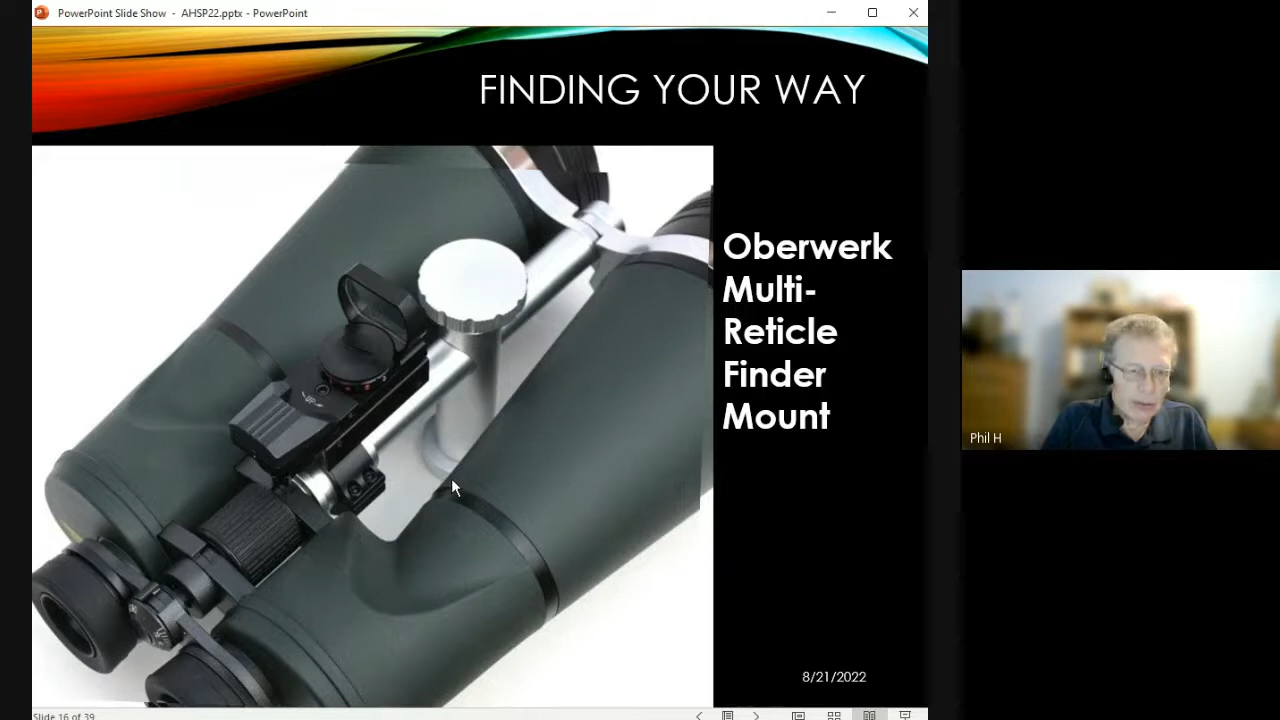 PowerPoint Slide Show - AHSP22.pptx - PowerPoint
FINDING YOUR WAY
Oberwerk
Multi-
Reticle
Finder
Mount
UP
Phil H
8/21/2022
Slide 16 of 39